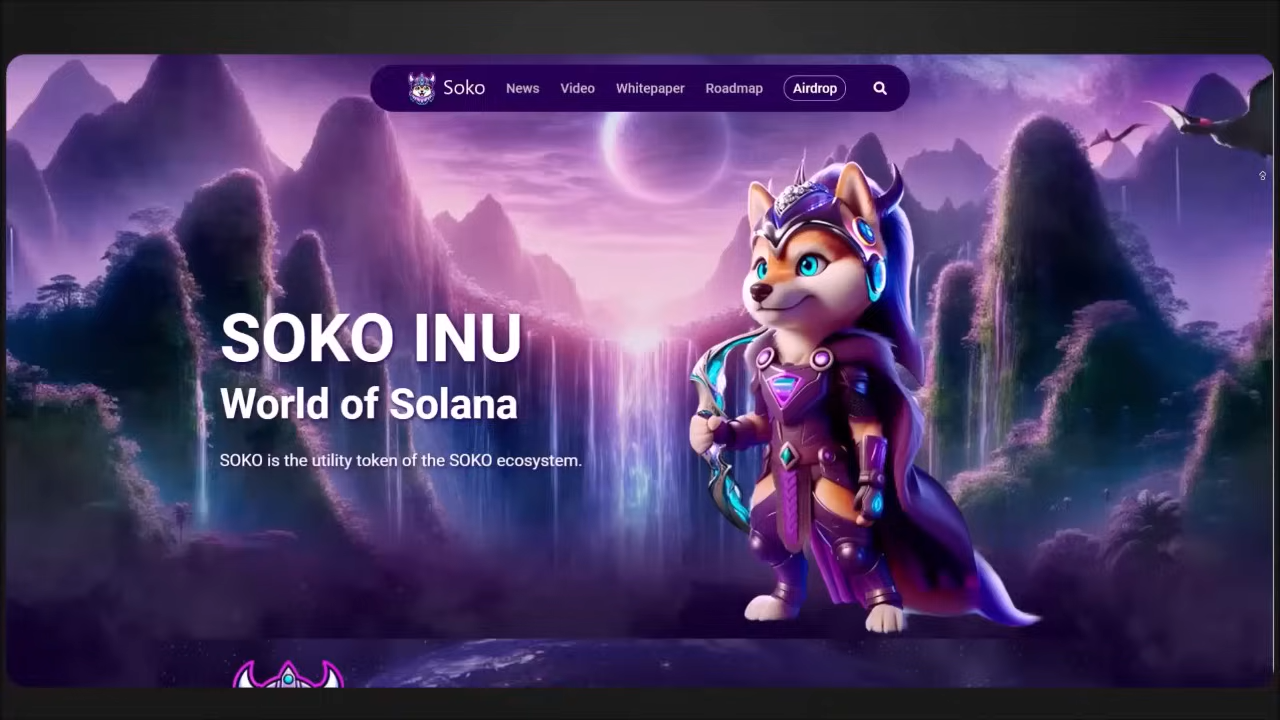 Soko News Video Whitepaper Roadmap Airdrop
SOKO INU
World of Solana
SOKO is the utility token of the SOKO ecosystem.